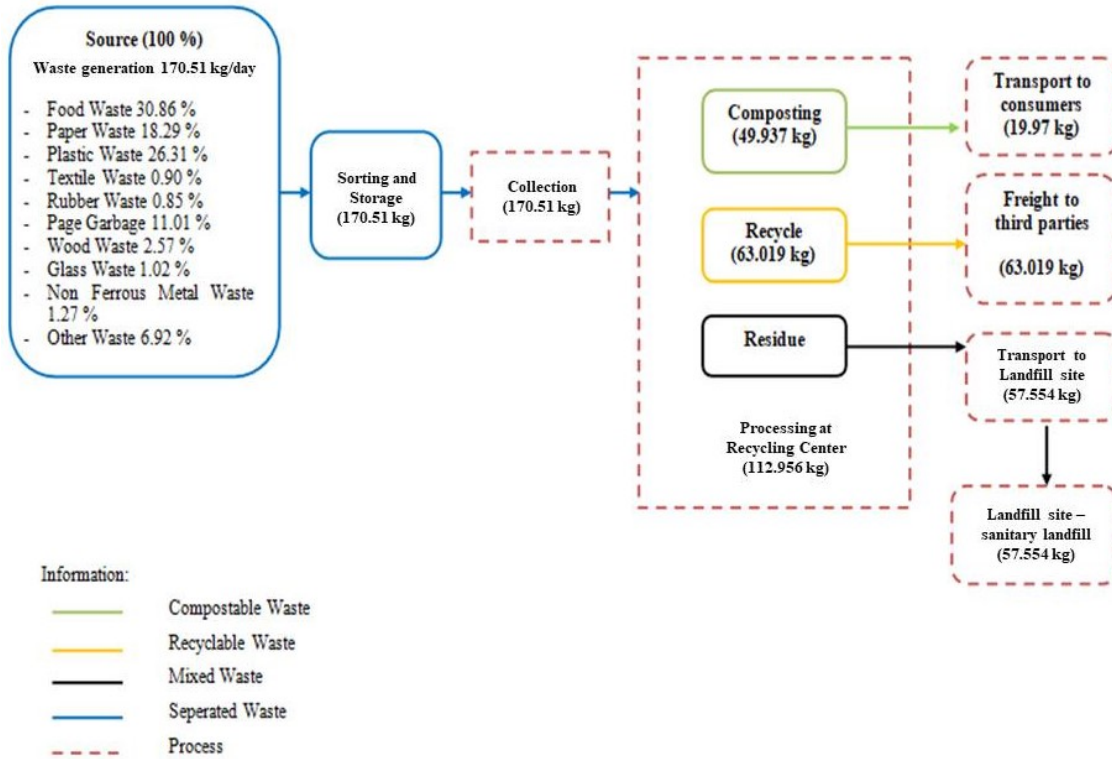 Source (100 %)
Waste generation 170.51 kg/day
- Food Waste 30.86 %
- Paper Waste 18.29 %
- Plastic Waste 26.31 %
- Textile Waste 0.90 %
- Rubber Waste 0.85 %
- Page Garbage 11.01 %
- Wood Waste 2.57 %
- Glass Waste 1.02 %
- Non Ferrous Metal Waste
1.27 %
- Other Waste 6.92 %
Sorting and
Storage
(170.51 kg)
Collection
(170.51 kg)
Composting
(49.937 kg)
Recycle
(63.019 kg)
Residue
Processing at
Recycling Center
(112.956 kg)
Transport to
consumers
(19.97 kg)
Freight to
third parties
(63.019 kg)
Transport to
Landfill site
(57.554 kg)
Landfill site –
sanitary landfill
(57.554 kg)
Information:
Compostable Waste
Recyclable Waste
Mixed Waste
Seperated Waste
Process